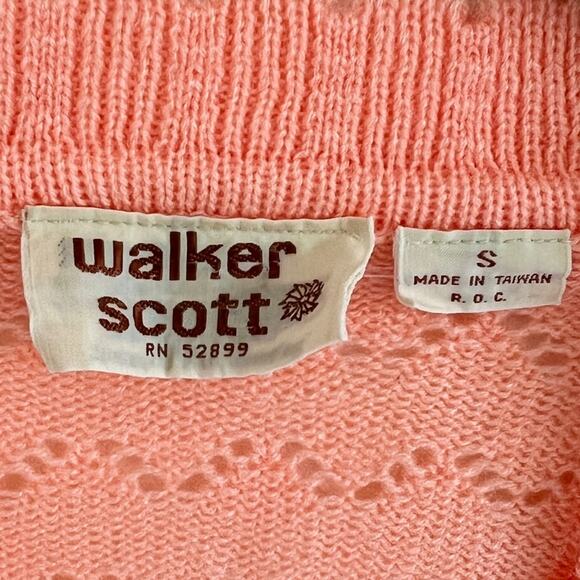 walker
scott
RN 52899
S
MADE IN TAIWAN
R. O. C.